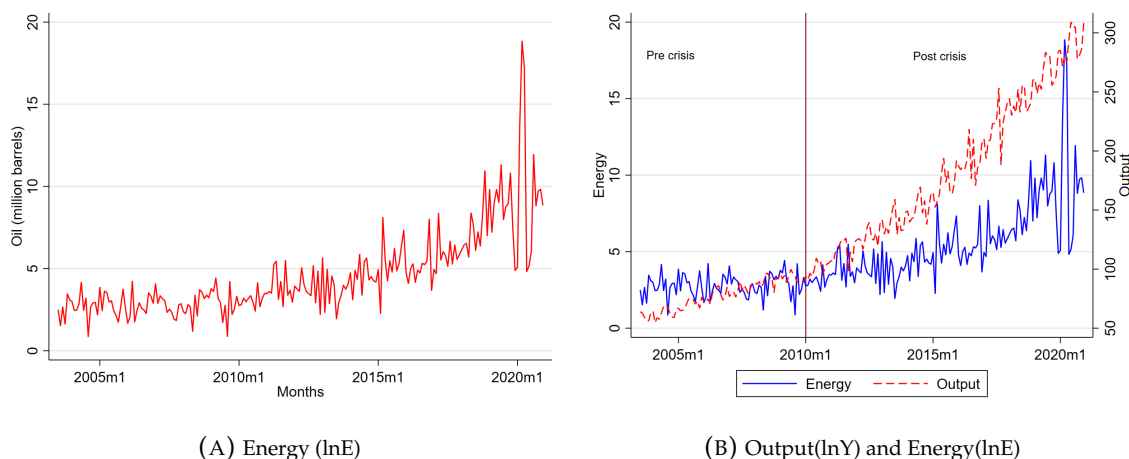 20
15
10
5
0
Oil (million barrels)
2005m1
2010m1
2015m1
2020m1
Months
(A) Energy (lnE)
Pre crisis
Post crisis
20
15
10
5
0
Energy
300
250
200
150
100
50
Output
2005m1
2010m1
2015m1
2020m1
Energy
Output
(B) Output(lnY) and Energy(lnE)